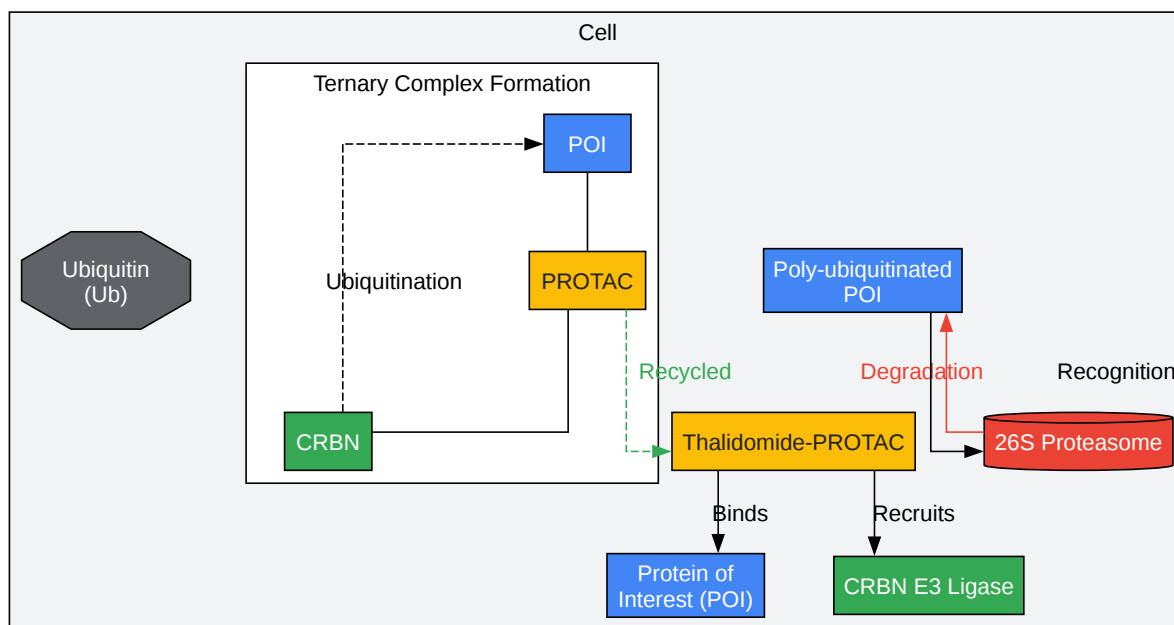 Cell
Ternary Complex Formation
POI
Ubiquitin
(Ub)
Ubiquitination
PROTAC
Poly-ubiquitinated
POI
Recycled
Degradation
Recognition
CRBN
Thalidomide-PROTAC
26S Proteasome
Binds
Recruits
Protein of
Interest (POI)
CRBN E3 Ligase